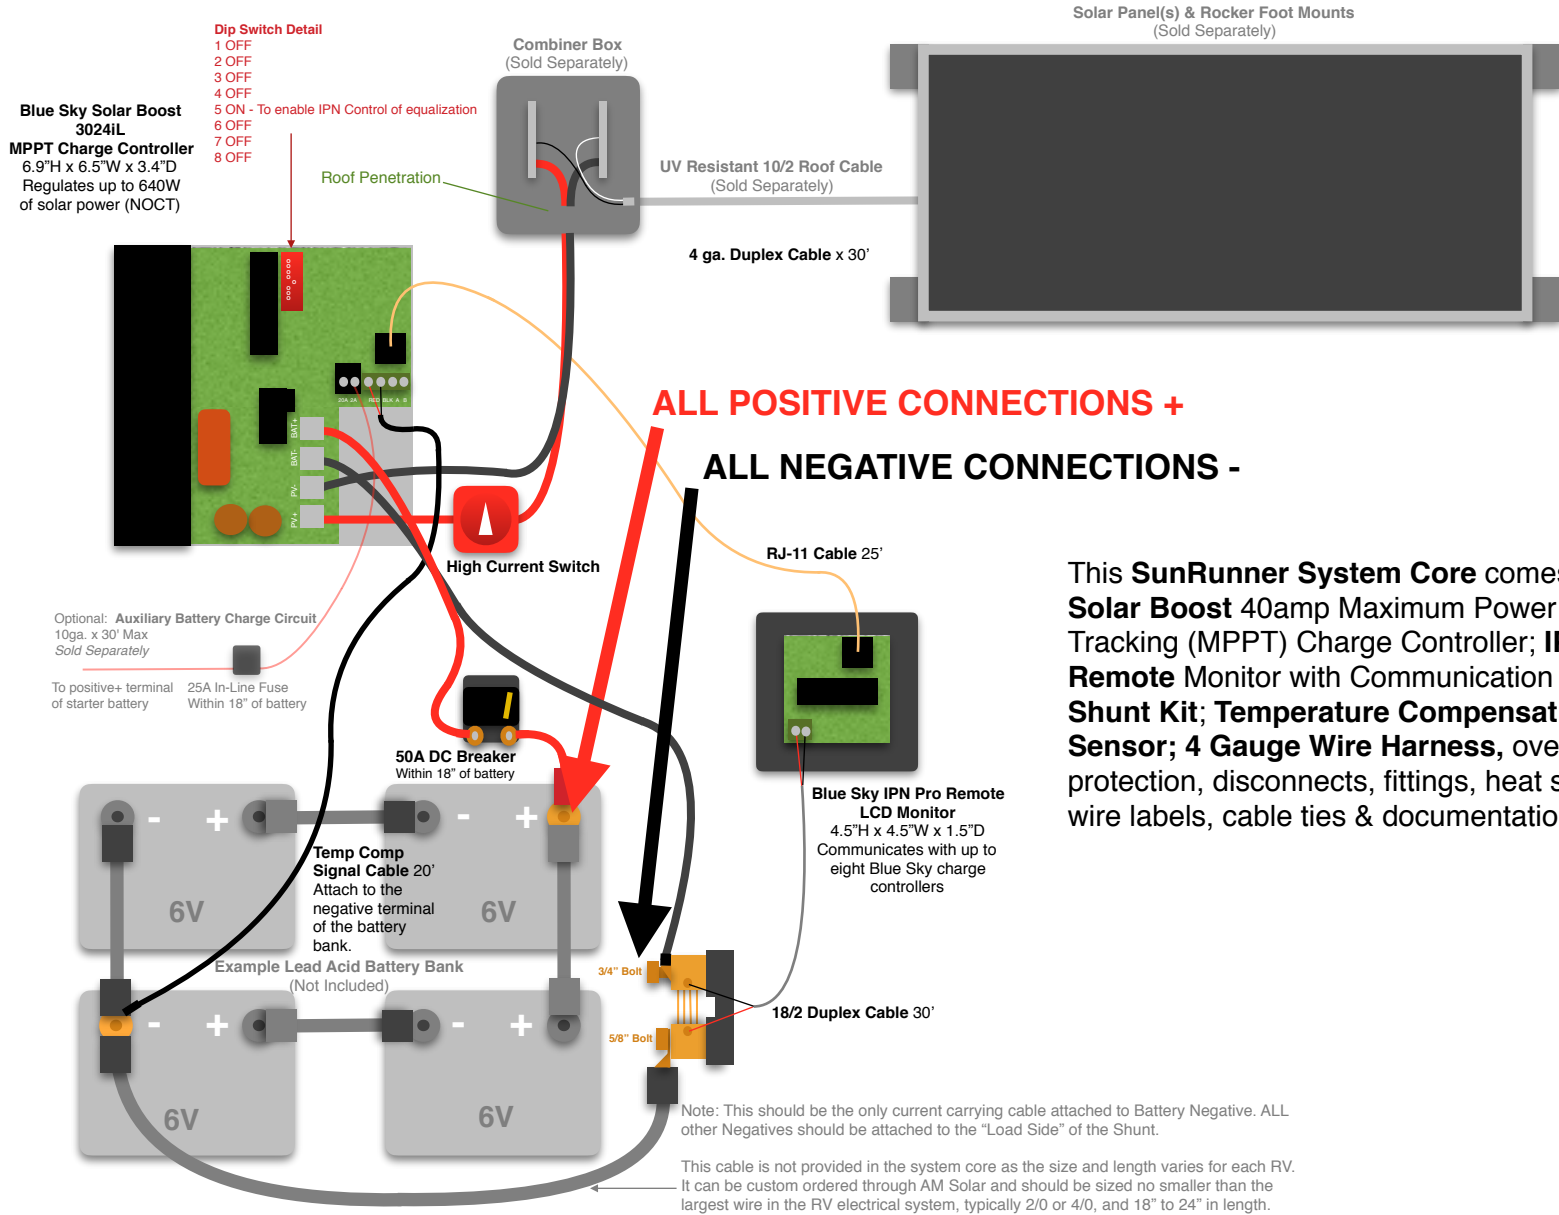 Solar Panel(s) & Rocker Foot Mounts
(Sold Separately)
Dip Switch Detail
1 OFF
2 OFF
3 OFF
4 OFF
5 ON - To enable IPN Control of equalization
6 OFF
7 OFF
8 OFF
Combiner Box
(Sold Separately)
Blue Sky Solar Boost
3024iL
MPPT Charge Controller
6.9”H x 6.5”W x 3.4”D
Regulates up to 640W
of solar power (NOCT)
Roof Penetration
UV Resistant 10/2 Roof Cable
(Sold Separately)
4 ga. Duplex Cable x 30’
20A 2A RED BLK A B
BAT+
BAT-
PV-
PV+
ALL POSITIVE CONNECTIONS +
ALL NEGATIVE CONNECTIONS -
High Current Switch
RJ-11 Cable 25’
This SunRunner System Core comes
Solar Boost 40amp Maximum Power
Tracking (MPPT) Charge Controller;
Remote Monitor with Communication
Shunt Kit; Temperature Compensat
Sensor; 4 Gauge Wire Harness, ove
protection, disconnects, fittings, heat s
wire labels, cable ties & documentatio
Optional: Auxiliary Battery Charge Circuit
10ga. x 30' Max
Sold Separately
To positive+ terminal
of starter battery
25A In-Line Fuse
Within 18” of battery
50A DC Breaker
Within 18” of battery
Blue Sky IPN Pro Remote
LCD Monitor
4.5”H x 4.5”W x 1.5”D
Communicates with up to
eight Blue Sky charge
controllers
- +
- +
Temp Comp
Signal Cable 20’
Attach to the
negative terminal
of the battery
bank.
6V
6V
Example Lead Acid Battery Bank
(Not Included)
3/4” Bolt
18/2 Duplex Cable 30’
5/8” Bolt
- +
- +
6V
6V
Note: This should be the only current carrying cable attached to Battery Negative. ALL
other Negatives should be attached to the “Load Side” of the Shunt.
This cable is not provided in the system core as the size and length varies for each RV.
It can be custom ordered through AM Solar and should be sized no smaller than the
largest wire in the RV electrical system, typically 2/0 or 4/0, and 18” to 24” in length.